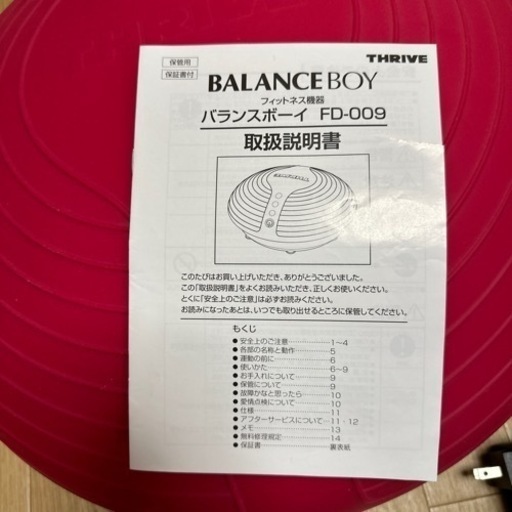 保管用
保証書付
THRIVE
BALANCEBOY
フィットネス機器
バランスボーイ FD-009
取扱説明書
このたびはお買い上げいただき、ありがとうございました。
この「取扱説明書」をよくお読みいただき、正しくお使いください。
とくに「安全上のご注意」は必ずお読みください。
お読みになったあとは、いつでも取り出せるところに保管してください。
もくじ
●安全上のご注意 1~4
●各部の名称と動作 5
●運動の前に 6
●使いかた 6~9
●お手入れについて 9
●保管について 9
●故障かなと思ったら 10
●愛情点検について 10
●仕様 11
●アフターサービスについて 11・12
●メモ 13
●無料修理規定 14
●保証書 裏表紙